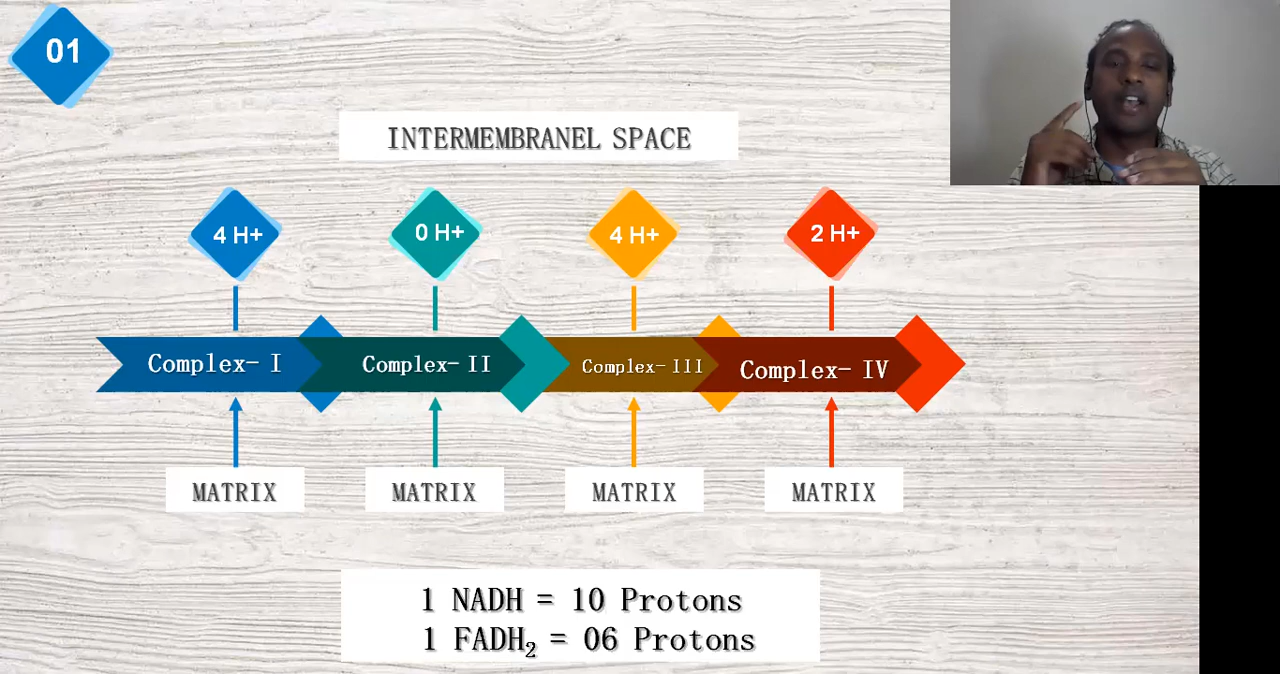 01
INTERMEMBRANEL SPACE
4 H+
0 H+
4 H+
2 H+
Complex- I
Complex- II
Complex- III
Complex- IV
MATRIX
MATRIX
MATRIX
MATRIX
1 NADH = 10 Protons
1 FADH₂ = 06 Protons